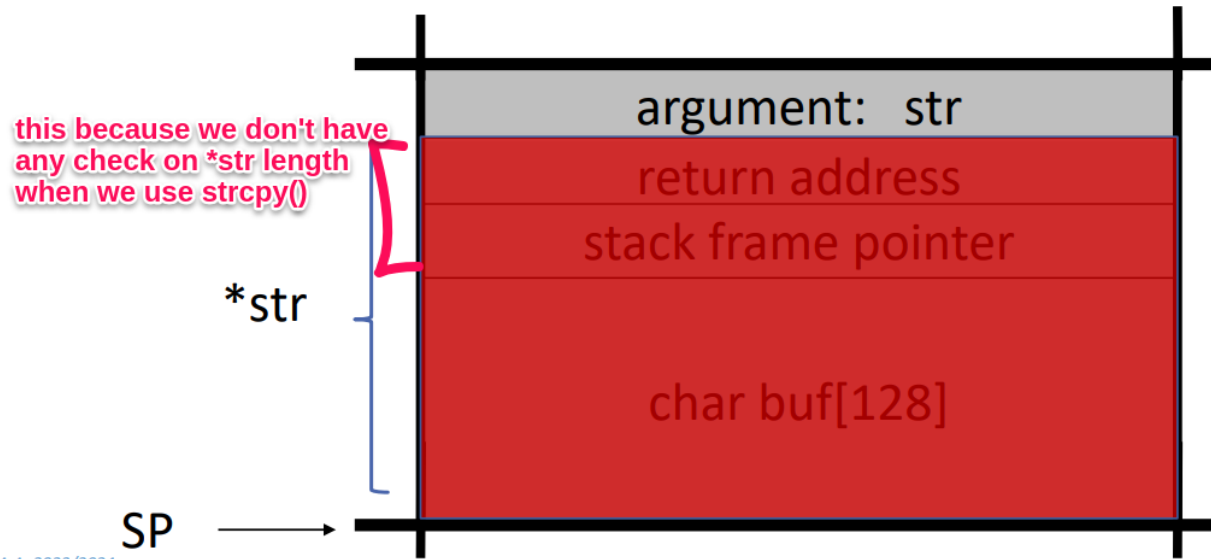 argument: str
this because we don't have
any check on *str length
when we use strcpy()
return address
stack frame pointer
*str
char buf[128]
SP